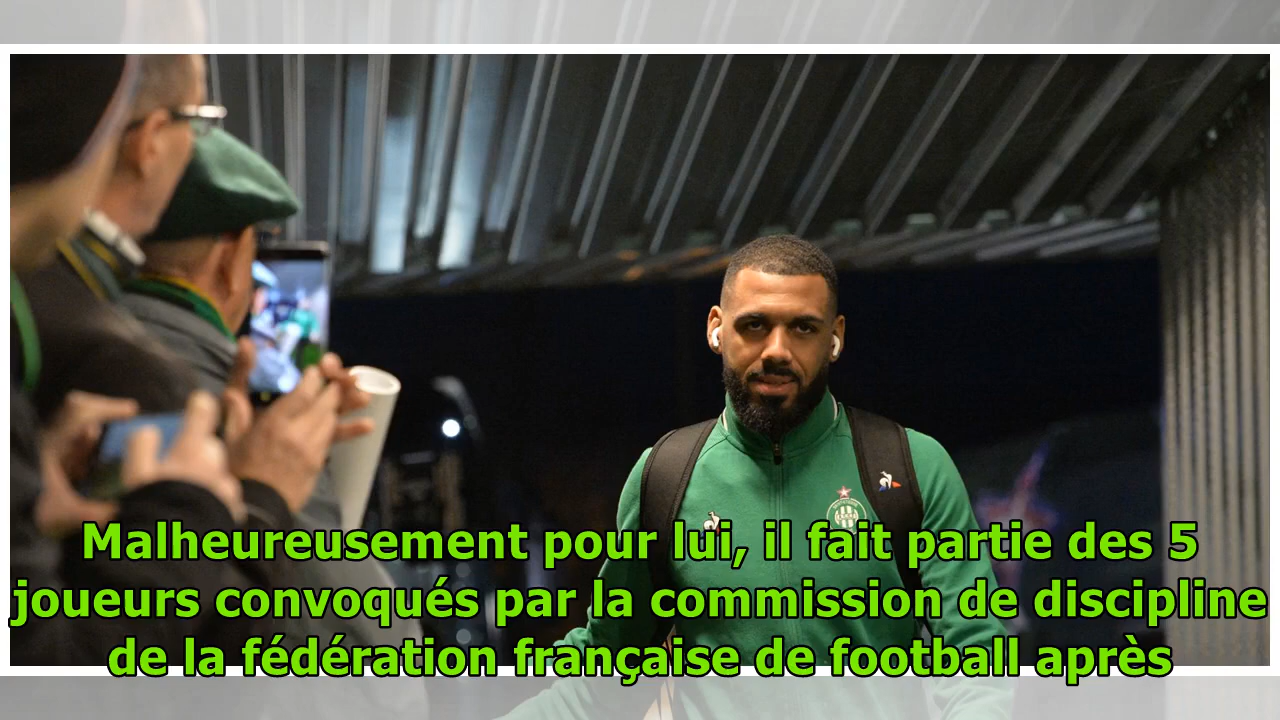 Malheureusement pour lui, il fait partie des 5
joueurs convoqués par la commission de discipline
de la fédération française de football après